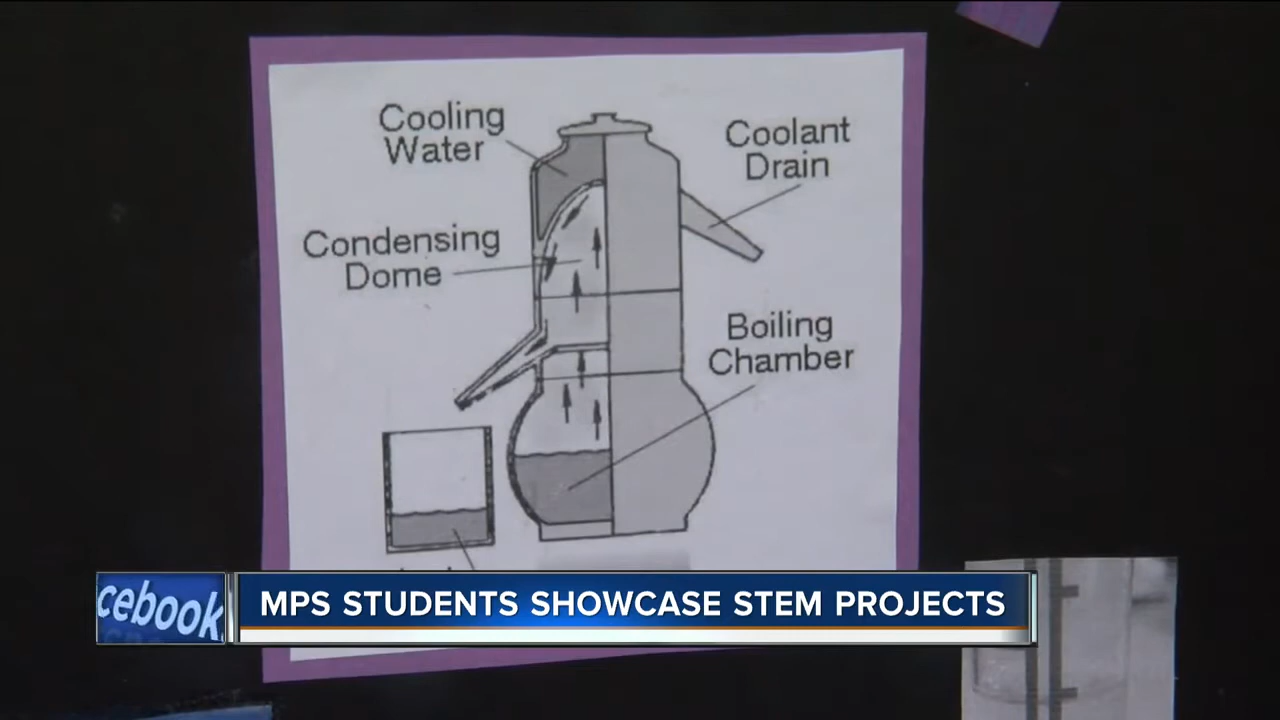 Cooling
Water
Coolant
Drain
Condensing
Dome
Boiling
Chamber
cebook
MPS STUDENTS SHOWCASE STEM PROJECTS